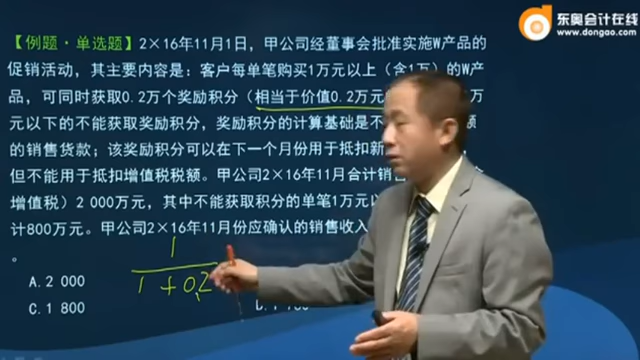 东奥会计在线
www.dongao.com
【例题·单选题】2×16年11月1日，甲公司经董事会批准实施W产品的
促销活动，其主要内容是：客户每单笔购买1万元以上（含1万）的W产
品，可同时获取0.2万个奖励积分（相当于价值0.2万元 万
元以下的不能获取奖励积分，奖励积分的计算基础是不 额
的销售货款；该奖励积分可以在下一个月份用于抵扣新
但不能用于抵扣增值税税额。甲公司2×16年11月合计销售
增值税）2 000万元，其中不能获取积分的单笔1万元以
计800万元。甲公司2×16年11月份应确认的销售收入
。
1
1+0.2
A.2 000
C.1 800